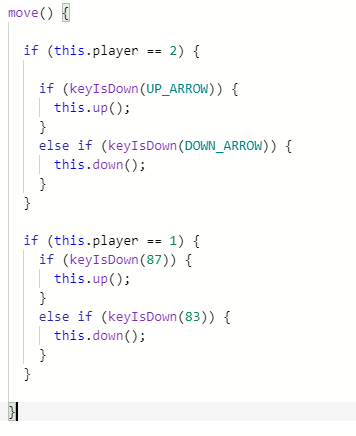 move() {
if (this.player == 2) {
if (keyIsDown(UP_ARROW)) {
this.up();
}
else if (keyIsDown(DOWN_ARROW)) {
this.down();
}
}
if (this.player == 1) {
if (keyIsDown(87)) {
this.up();
}
else if (keyIsDown(83)) {
this.down();
}
}
}